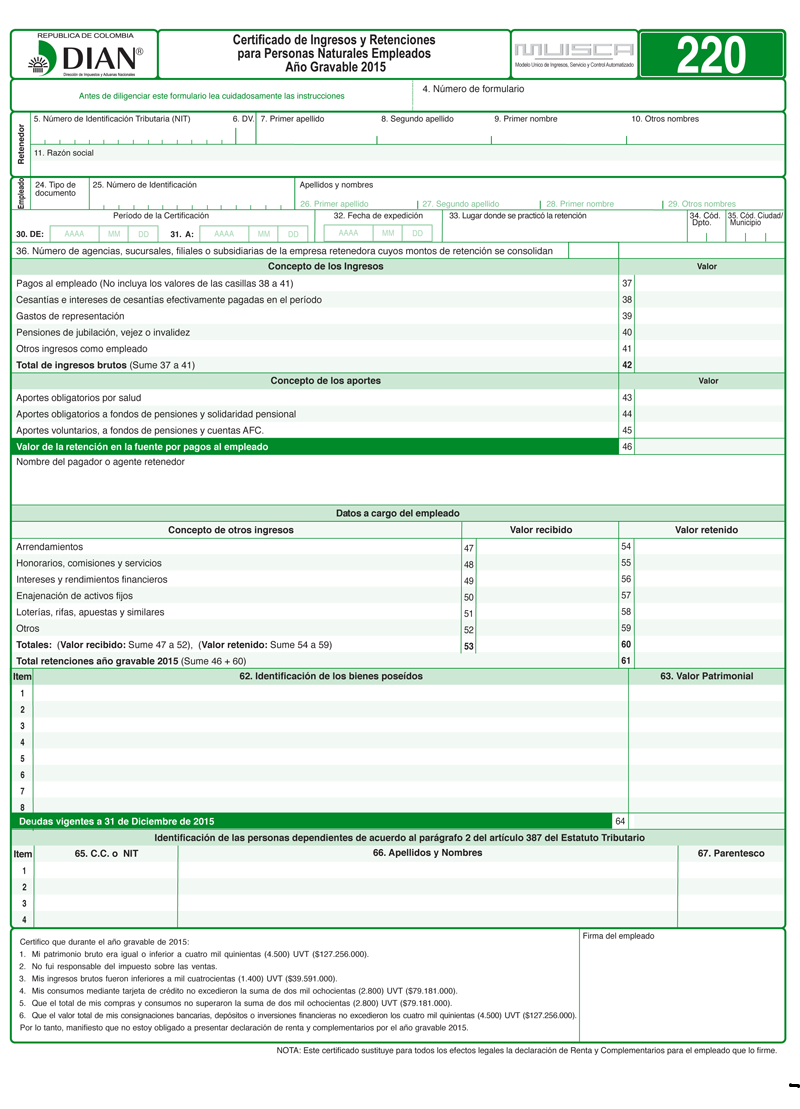 REPUBLICA DE COLOMBIA
DIAN®
Dirección de Impuestos y Aduanas Nacionales
Certificado de Ingresos y Retenciones
para Personas Naturales Empleados
Año Gravable 2015
MUISCA
Modelo Unico de Ingresos, Servicio y Control Automatizado
220
Antes de diligenciar este formulario lea cuidadosamente las instrucciones
4. Número de formulario
Retenedor
5. Número de Identificación Tributaria (NIT) 6. DV. 7. Primer apellido 8. Segundo apellido 9. Primer nombre 10. Otros nombres
11. Razón social
Empleado
24. Tipo de documento 25. Número de Identificación Apellidos y nombres
26. Primer apellido 27. Segundo apellido 28. Primer nombre 29. Otros nombres
Período de la Certificación 32. Fecha de expedición 33. Lugar donde se practicó la retención 34. Cód. Dpto. 35. Cód. Ciudad/ Municipio
30. DE: AAAA MM DD 31. A: AAAA MM DD AAAA MM DD
36. Número de agencias, sucursales, filiales o subsidiarias de la empresa retenedora cuyos montos de retención se consolidan
Concepto de los Ingresos Valor
Pagos al empleado (No incluya los valores de las casillas 38 a 41) 37
Cesantías e intereses de cesantías efectivamente pagadas en el período 38
Gastos de representación 39
Pensiones de jubilación, vejez o invalidez 40
Otros ingresos como empleado 41
Total de ingresos brutos (Sume 37 a 41) 42
Concepto de los aportes Valor
Aportes obligatorios por salud 43
Aportes obligatorios a fondos de pensiones y solidaridad pensional 44
Aportes voluntarios, a fondos de pensiones y cuentas AFC. 45
Valor de la retención en la fuente por pagos al empleado 46
Nombre del pagador o agente retenedor
Datos a cargo del empleado
Concepto de otros ingresos Valor recibido Valor retenido
Arrendamientos 47 54
Honorarios, comisiones y servicios 48 55
Intereses y rendimientos financieros 49 56
Enajenación de activos fijos 50 57
Loterías, rifas, apuestas y similares 51 58
Otros 52 59
Totales: (Valor recibido: Sume 47 a 52), (Valor retenido: Sume 54 a 59) 53 60
Total retenciones año gravable 2015 (Sume 46 + 60) 61
Item 62. Identificación de los bienes poseídos 63. Valor Patrimonial
1
2
3
4
5
6
7
8
Deudas vigentes a 31 de Diciembre de 2015 64
Identificación de las personas dependientes de acuerdo al parágrafo 2 del artículo 387 del Estatuto Tributario
Item 65. C.C. o NIT 66. Apellidos y Nombres 67. Parentesco
1
2
3
4
Certifico que durante el año gravable de 2015:
1. Mi patrimonio bruto era igual o inferior a cuatro mil quinientas (4.500) UVT ($127.256.000).
2. No fui responsable del impuesto sobre las ventas.
3. Mis ingresos brutos fueron inferiores a mil cuatrocientas (1.400) UVT ($39.591.000).
4. Mis consumos mediante tarjeta de crédito no excedieron la suma de dos mil ochocientas (2.800) UVT ($79.181.000).
5. Que el total de mis compras y consumos no superaron la suma de dos mil ochocientas (2.800) UVT ($79.181.000).
6. Que el valor total de mis consignaciones bancarias, depósitos o inversiones financieras no excedieron los cuatro mil quinientas (4.500) UVT ($127.256.000).
Por lo tanto, manifiesto que no estoy obligado a presentar declaración de renta y complementarios por el año gravable 2015.
Firma del empleado
NOTA: Este certificado sustituye para todos los efectos legales la declaración de Renta y Complementarios para el empleado que lo firme.